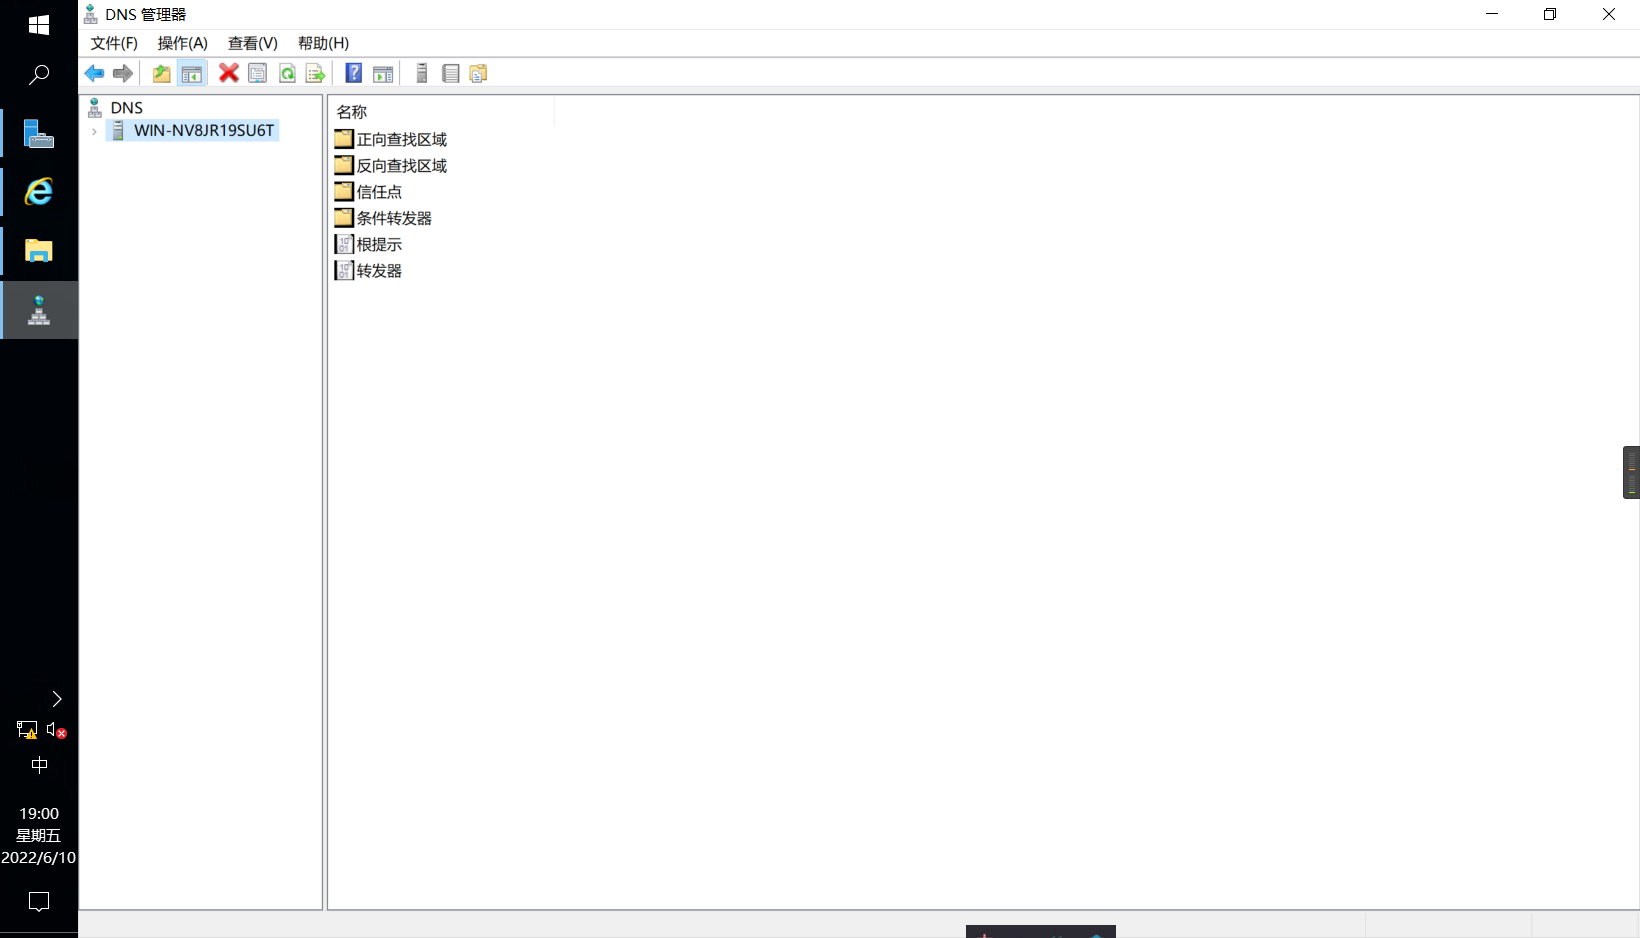 DNS 管理器
文件(F) 操作(A) 查看(V) 帮助(H)
DNS
WIN-NV8JR19SU6T
名称
正向查找区域
反向查找区域
信任点
条件转发器
根提示
转发器
中
19:00
星期五
2022/6/10